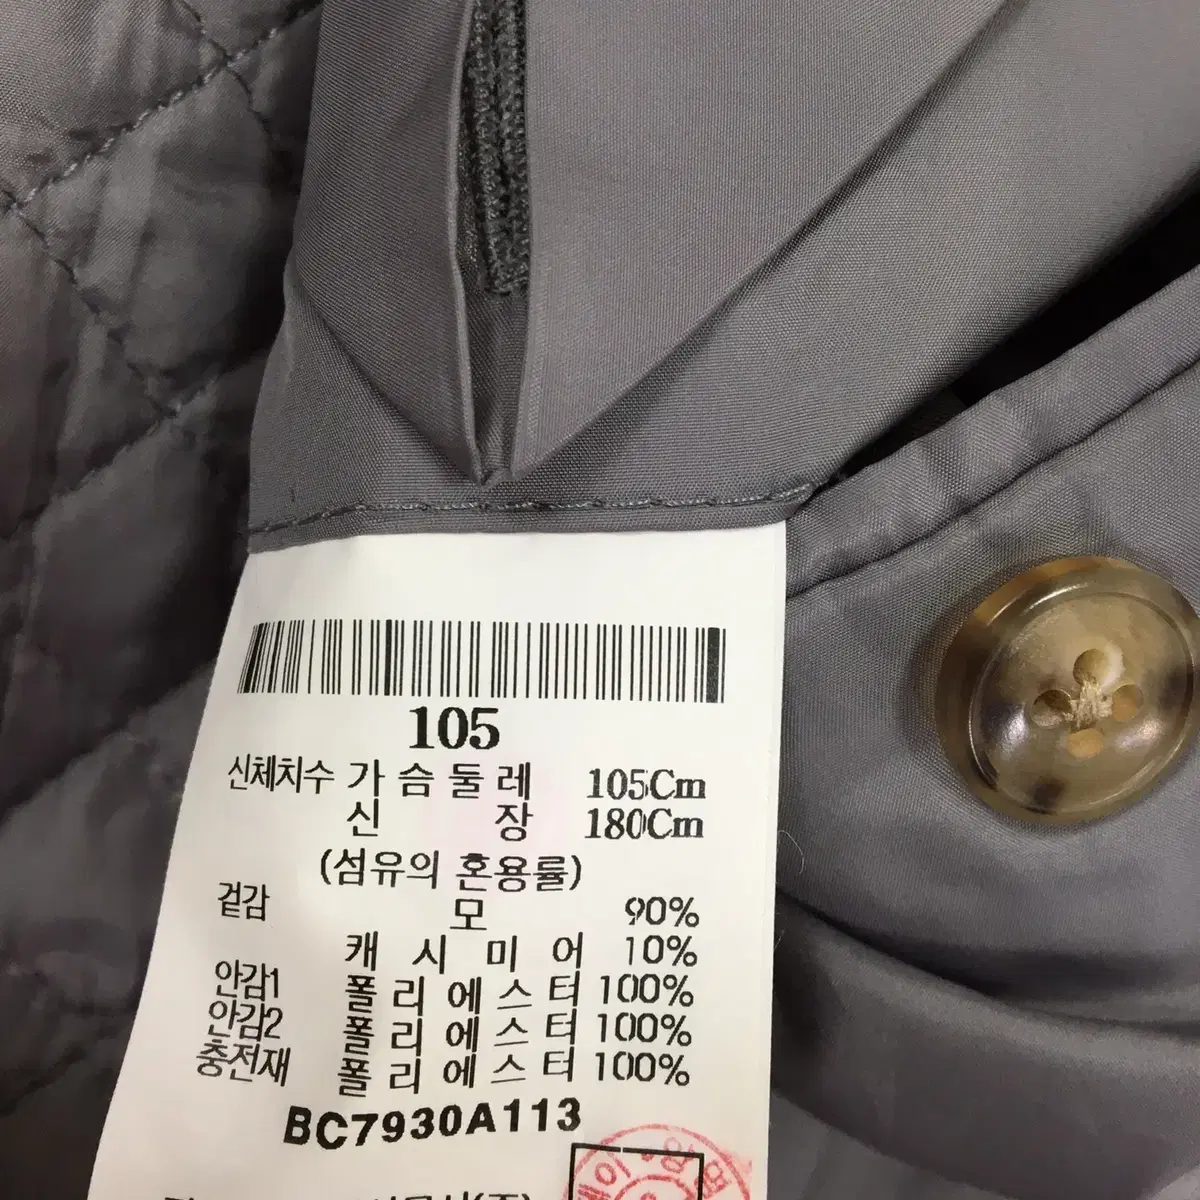 105
신체치수 가슴둘레 105Cm
신 장 180Cm
(섬유의 혼용률)
겉감 모 90%
캐시미어 10%
안감1 폴리에스터 100%
안감2 폴리에스터 100%
충전재 폴리에스터 100%
BC7930A113